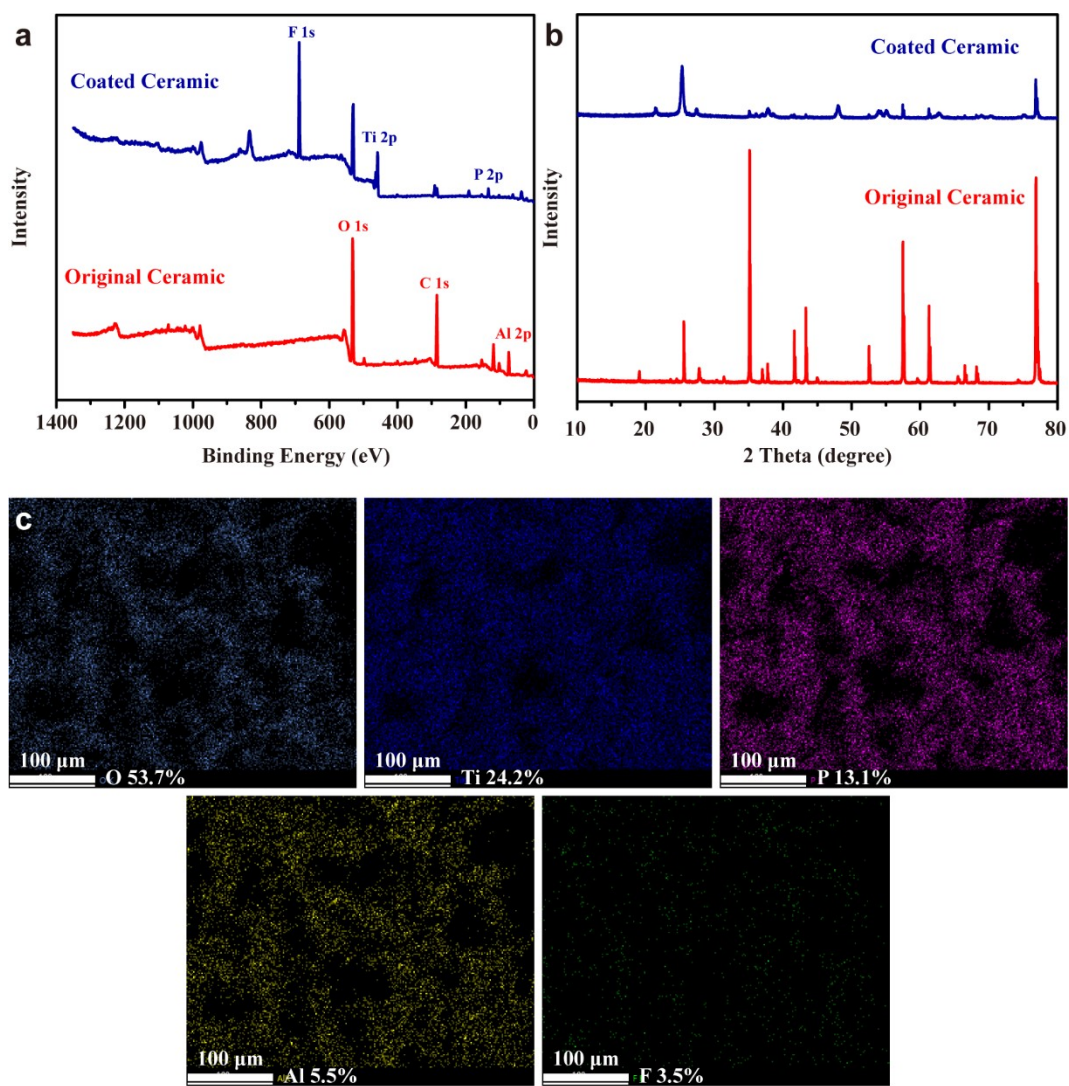 a
F 1s
Coated Ceramic
Ti 2p
P 2p
O 1s
Original Ceramic
C 1s
Al 2p
Intensity
1400 1200 1000 800 600 400 200 0
Binding Energy (eV)
b
Coated Ceramic
Original Ceramic
Intensity
10 20 30 40 50 60 70 80
2 Theta (degree)
c
100 μm
O 53.7%
100 μm
Ti 24.2%
100 μm
P 13.1%
100 μm
Al 5.5%
100 μm
F 3.5%